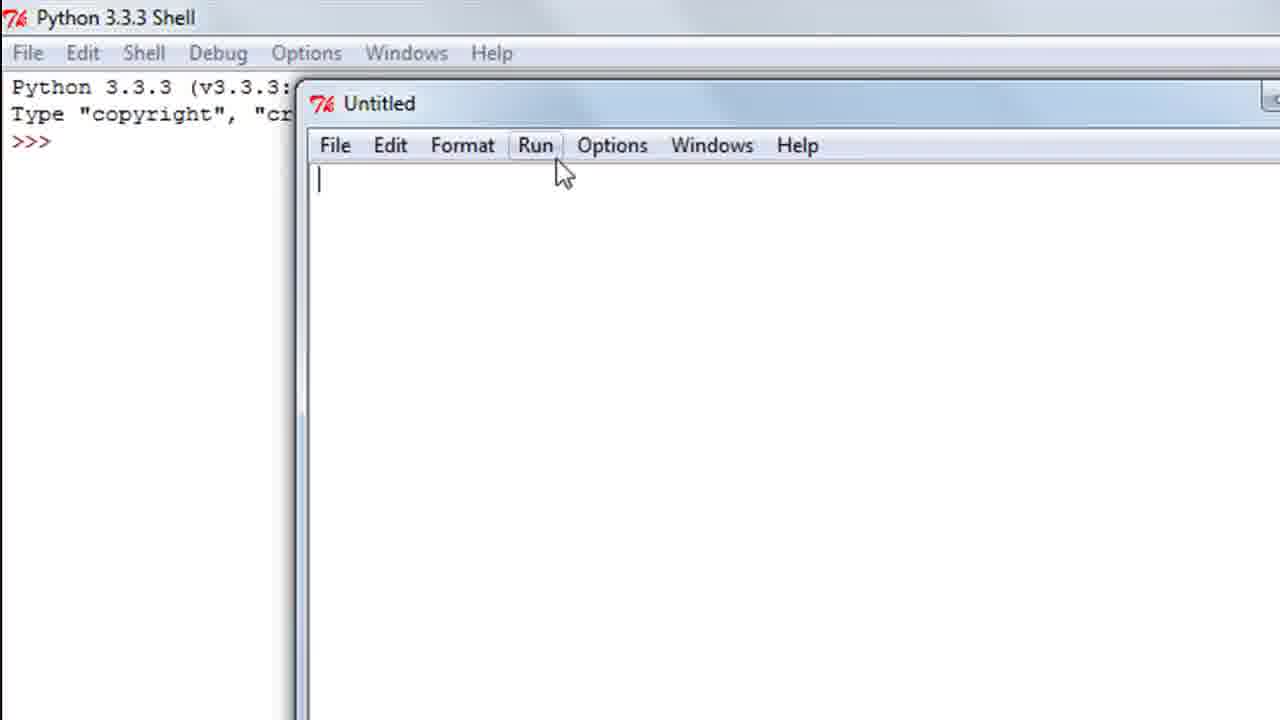 Python 3.3.3 Shell
File Edit Shell Debug Options Windows Help
Python 3.3.3 (v3.3.3:
Type "copyright", "cr
>>>
Untitled
File Edit Format Run Options Windows Help